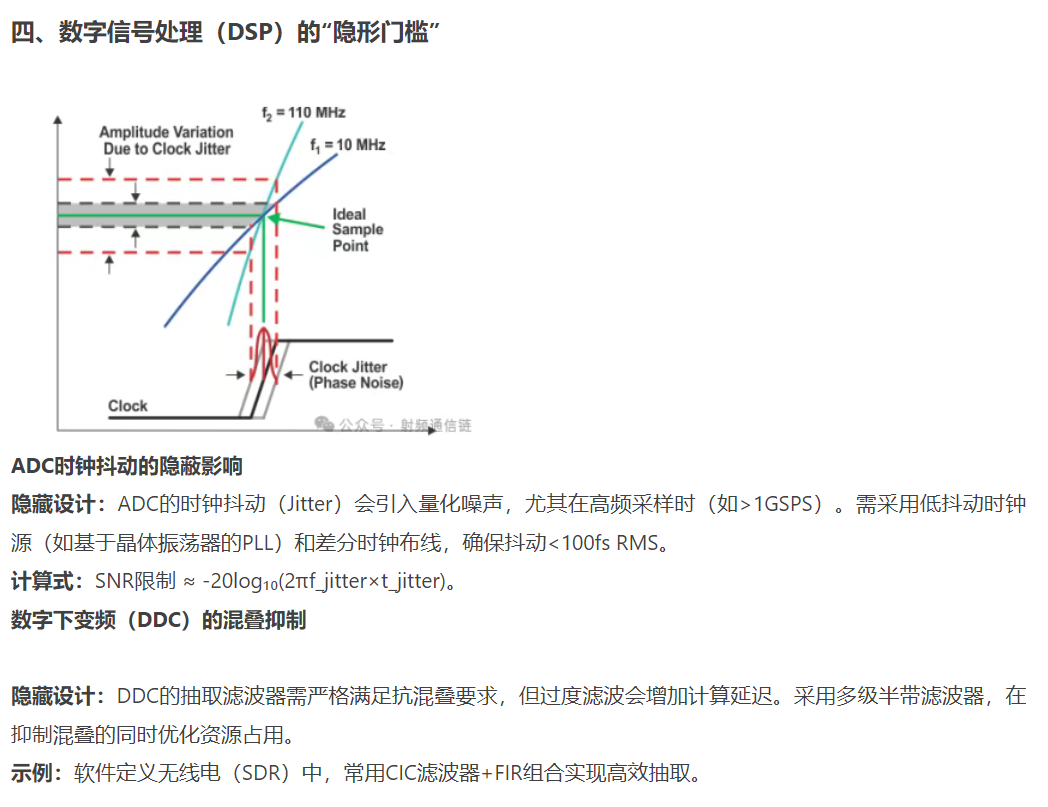 四、数字信号处理（DSP）的“隐形门槛”
f₂ = 110 MHz
Amplitude Variation
Due to Clock Jitter
f₁ = 10 MHz
Ideal
Sample
Point
Clock Jitter
(Phase Noise)
Clock
公众号 · 射频通信链
ADC时钟抖动的隐蔽影响
隐藏设计：ADC的时钟抖动（Jitter）会引入量化噪声，尤其在高频采样时（如>1GSPS）。需采用低抖动时钟
源（如基于晶体振荡器的PLL）和差分时钟布线，确保抖动<100fs RMS。
计算式：SNR限制 ≈ -20log₁₀(2πf_jitter×t_jitter)。
数字下变频（DDC）的混叠抑制
隐藏设计：DDC的抽取滤波器需严格满足抗混叠要求，但过度滤波会增加计算延迟。采用多级半带滤波器，在
抑制混叠的同时优化资源占用。
示例：软件定义无线电（SDR）中，常用CIC滤波器+FIR组合实现高效抽取。